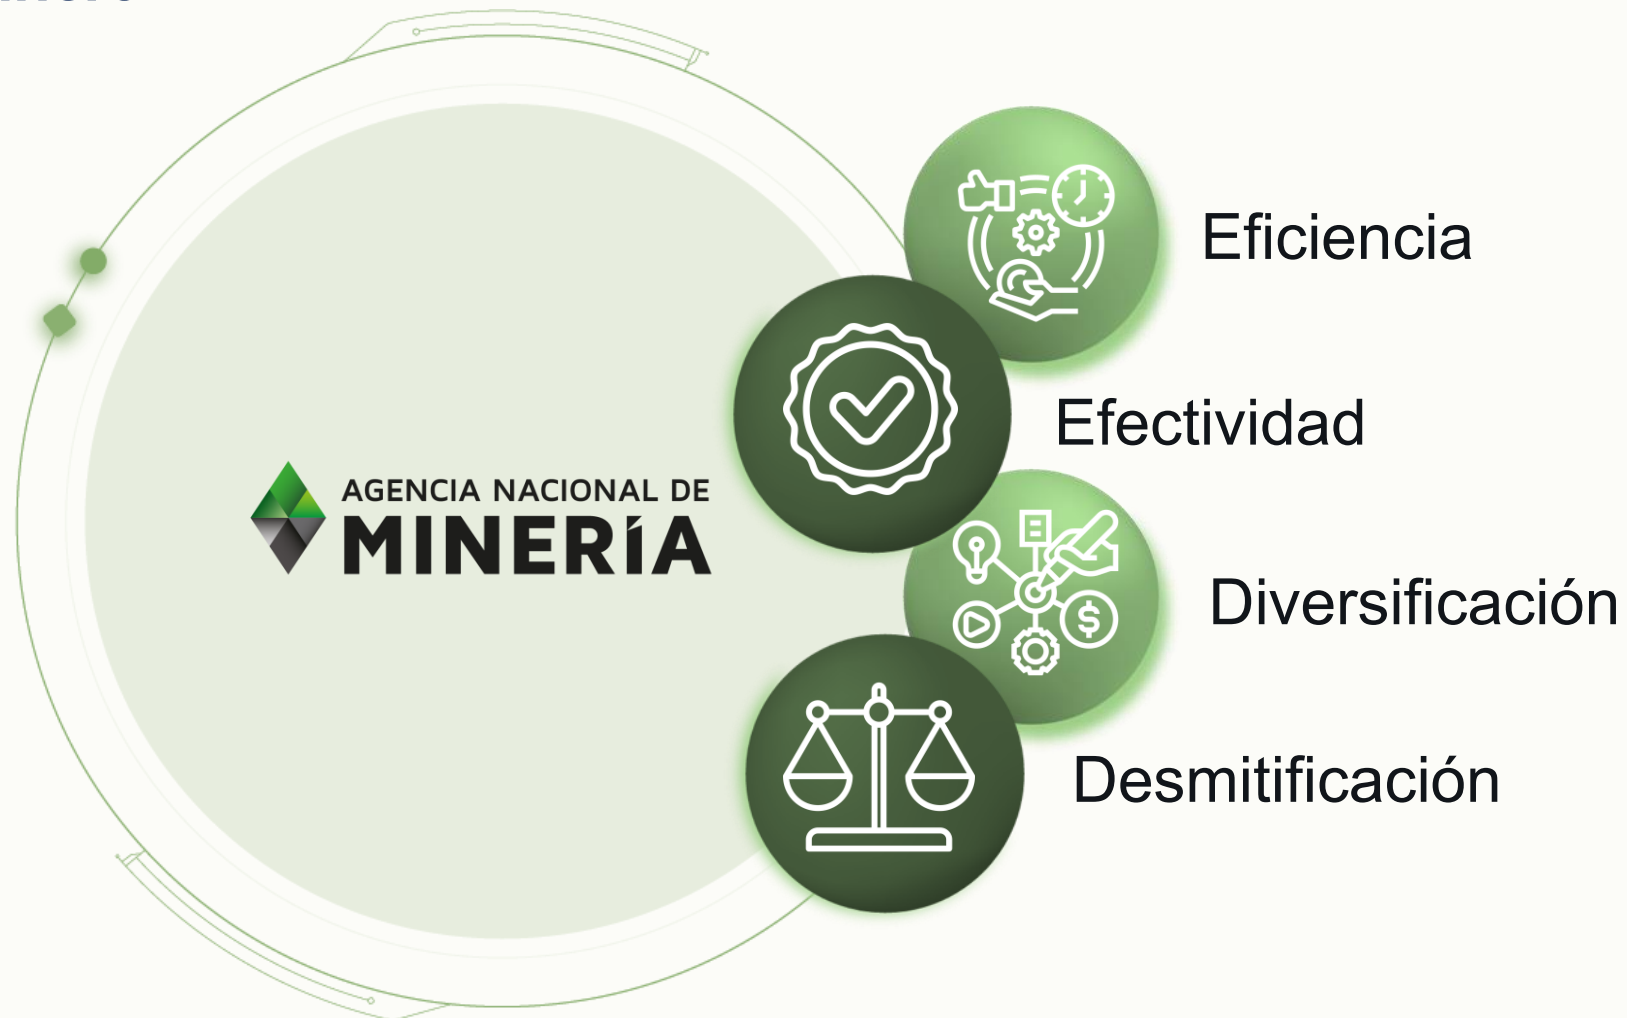 Eficiencia
Efectividad
AGENCIA NACIONAL DE
MINERÍA
Diversificación
Desmitificación